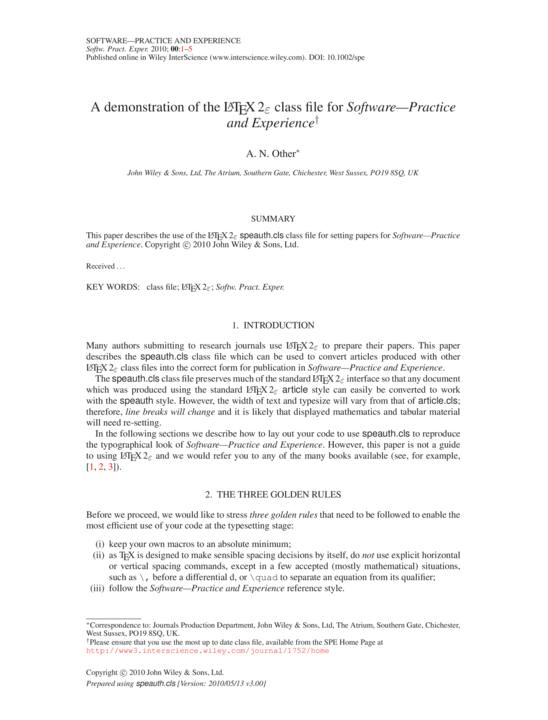 SOFTWARE—PRACTICE AND EXPERIENCE
Softw. Pract. Exper. 2010; 00:1–5
Published online in Wiley InterScience (www.interscience.wiley.com). DOI: 10.1002/spe
A demonstration of the LATEX 2ε class file for Software—Practice
and Experience†
A. N. Other*
John Wiley & Sons, Ltd, The Atrium, Southern Gate, Chichester, West Sussex, PO19 8SQ, UK
SUMMARY
This paper describes the use of the LATEX 2ε speauth.cls class file for setting papers for Software—Practice
and Experience. Copyright © 2010 John Wiley & Sons, Ltd.
Received ...
KEY WORDS: class file; LATEX 2ε; Softw. Pract. Exper.
1. INTRODUCTION
Many authors submitting to research journals use LATEX 2ε to prepare their papers. This paper
describes the speauth.cls class file which can be used to convert articles produced with other
LATEX 2ε class files into the correct form for publication in Software—Practice and Experience.
The speauth.cls class file preserves much of the standard LATEX 2ε interface so that any document
which was produced using the standard LATEX 2ε article style can easily be converted to work
with the speauth style. However, the width of text and typesize will vary from that of article.cls;
therefore, line breaks will change and it is likely that displayed mathematics and tabular material
will need re-setting.
In the following sections we describe how to lay out your code to use speauth.cls to reproduce
the typographical look of Software—Practice and Experience. However, this paper is not a guide
to using LATEX 2ε and we would refer you to any of the many books available (see, for example,
[1, 2, 3]).
2. THE THREE GOLDEN RULES
Before we proceed, we would like to stress three golden rules that need to be followed to enable the
most efficient use of your code at the typesetting stage:
(i) keep your own macros to an absolute minimum;
(ii) as TEX is designed to make sensible spacing decisions by itself, do not use explicit horizontal
or vertical spacing commands, except in a few accepted (mostly mathematical) situations,
such as \, before a differential d, or \quad to separate an equation from its qualifier;
(iii) follow the Software—Practice and Experience reference style.
*Correspondence to: Journals Production Department, John Wiley & Sons, Ltd, The Atrium, Southern Gate, Chichester,
West Sussex, PO19 8SQ, UK.
†Please ensure that you use the most up to date class file, available from the SPE Home Page at
http://www3.interscience.wiley.com/journal/1752/home
Copyright © 2010 John Wiley & Sons, Ltd.
Prepared using speauth.cls [Version: 2010/05/13 v3.00]